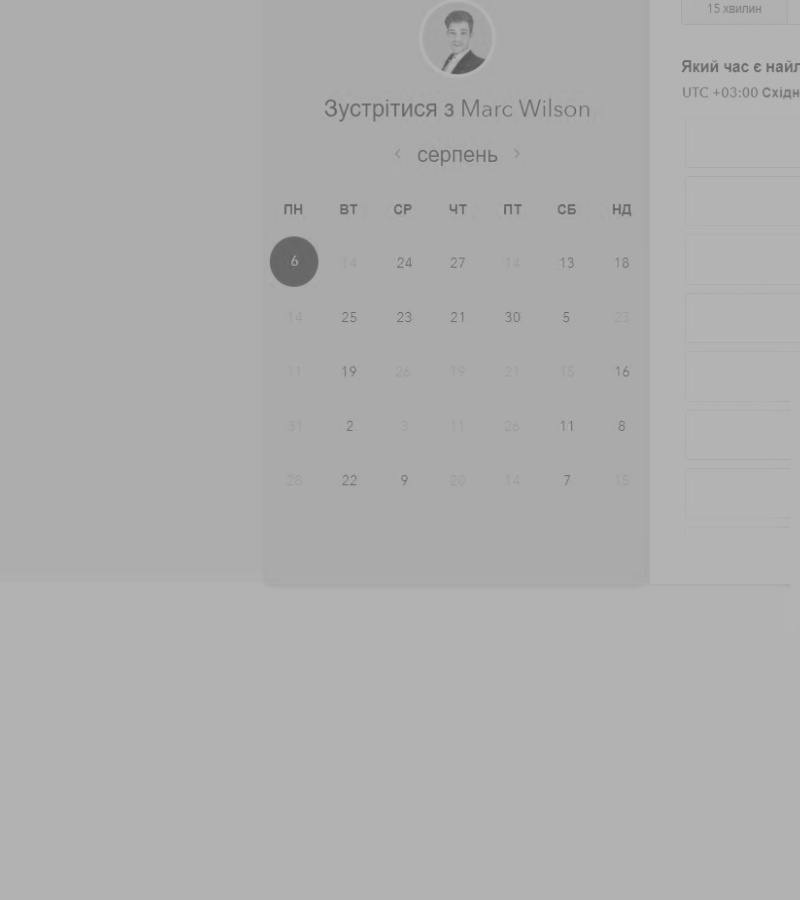 15 хвилин
Який час є найл
UTC +03:00 Східн
Зустрітися з Marc Wilson
серпень
ПН ВТ СР ЧТ ПТ СБ НД
6 14 24 27 14 13 18
14 25 23 21 30 5 23
11 19 26 19 21 15 16
31 2 3 11 26 11 8
28 22 9 20 14 7 15